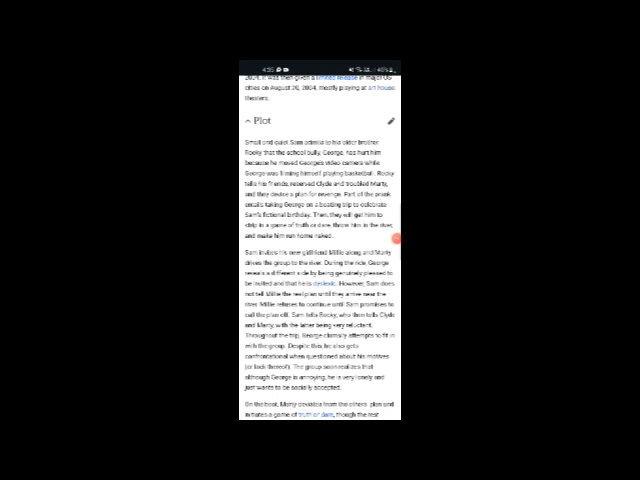 4:35
2004. It was then given a limited release in major US
cities on August 20, 2004, mostly playing at art house
theaters.
Plot
Small and quiet Sam admits to his older brother
Rocky that the school bully, George, has hurt him
because he moved George's video camera while
George was filming himself playing basketball. Rocky
tells his friends, reserved Clyde and troubled Marty,
and they devise a plan for revenge. Part of the prank
entails taking George on a boating trip to celebrate
Sam's fictional birthday. Then, they will get him to
strip in a game of truth or dare, throw him in the river,
and make him run home naked.
Sam invites his new girlfriend Millie along and Marty
drives the group to the river. During the ride, George
reveals a different side by being genuinely pleased to
be invited and that he is dyslexic. However, Sam does
not tell Millie the real plan until they arrive near the
river. Millie refuses to continue until Sam promises to
call the plan off. Sam tells Rocky, who then tells Clyde
and Marty, with the latter being very reluctant.
Throughout the trip, George clumsily attempts to fit in
with the group. Despite this, he also gets
confrontational when questioned about his motives
(or lack thereof). The group soon realizes that
although George is annoying, he is very lonely and
just wants to be socially accepted.
On the boat, Marty deviates from the others' plan and
initiates a game of truth or dare, though the rest